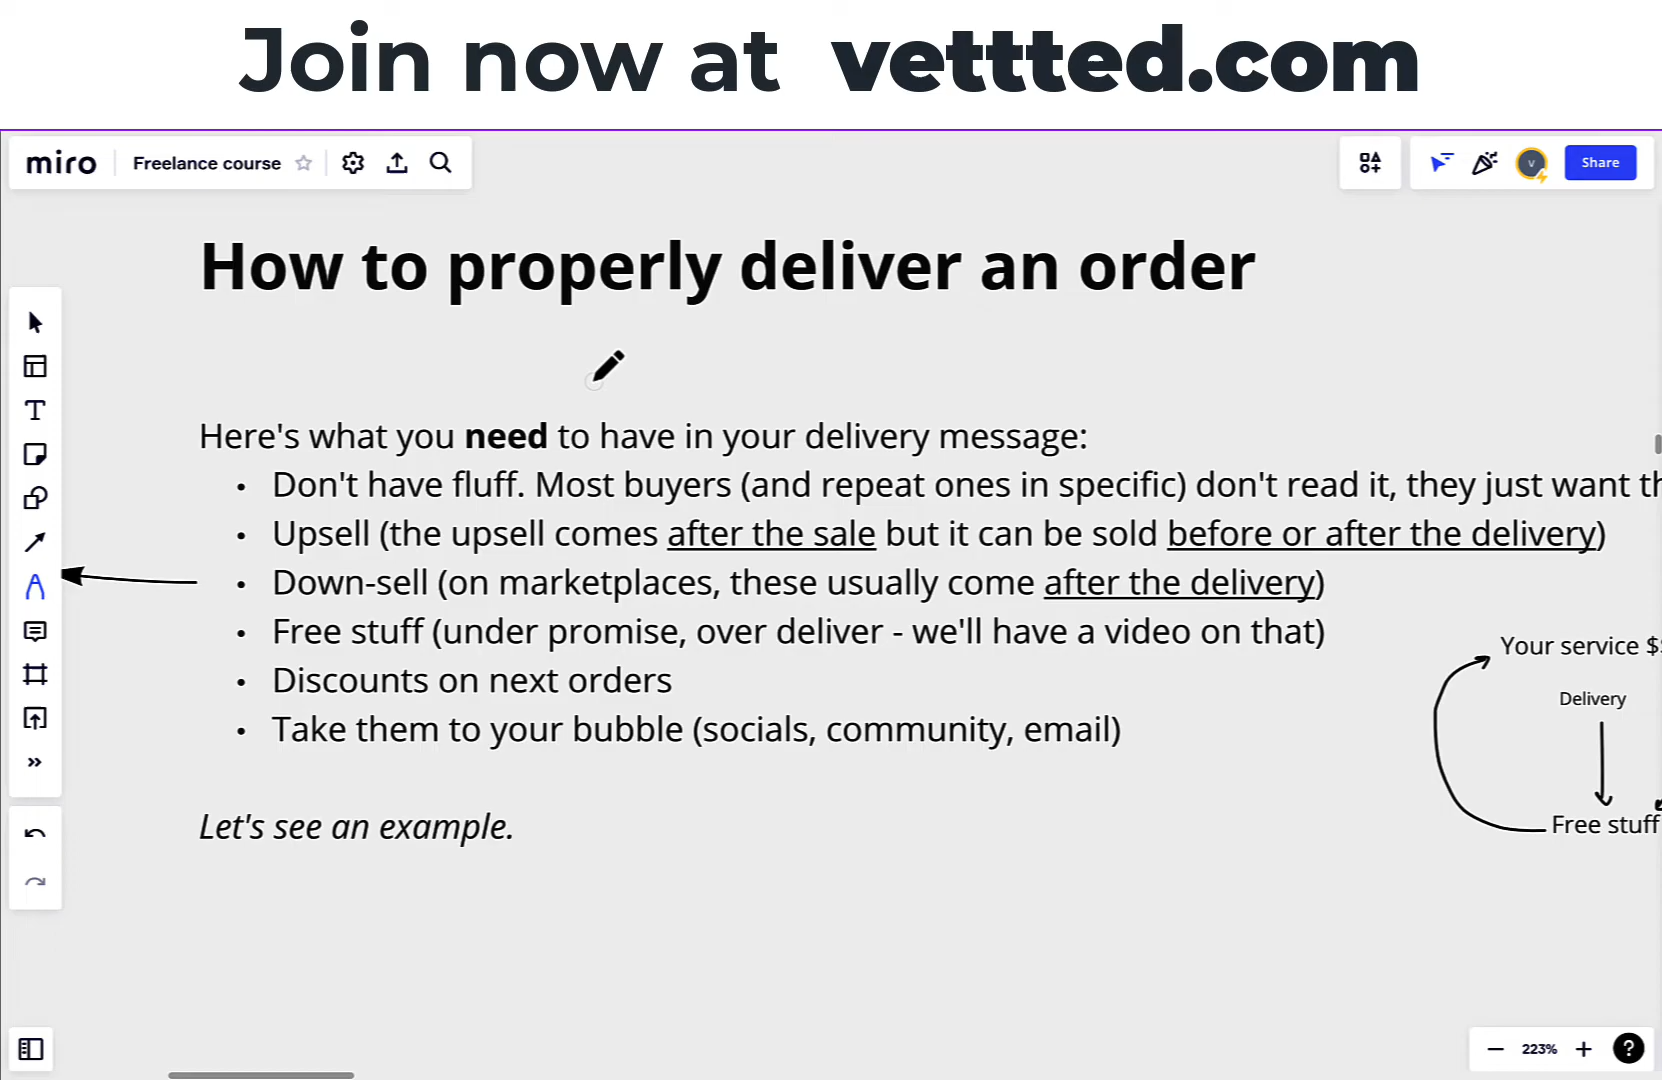 Join now at vettted.com
miro Freelance course
V
Share
How to properly deliver an order
Here's what you need to have in your delivery message:
• Don't have fluff. Most buyers (and repeat ones in specific) don't read it, they just want
• Upsell (the upsell comes after the sale but it can be sold before or after the delivery)
• Down-sell (on marketplaces, these usually come after the delivery)
• Free stuff (under promise, over deliver - we'll have a video on that)
• Discounts on next orders
• Take them to your bubble (socials, community, email)
Your service
Delivery
Free stuff
Let's see an example.
223%
?